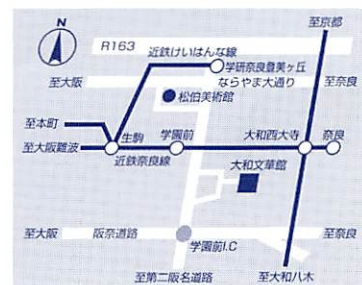 N
至京都
R163
近鉄けいはんな線
学研奈良登美ヶ丘
ならやま大通り
至大阪
至奈良
松伯美術館
至本町
生駒
学園前
大和西大寺
奈良
至大阪難波
近鉄奈良線
大和文華館
至大阪
阪奈道路
至奈良
学園前I.C
至第二阪名道路
至大和八木